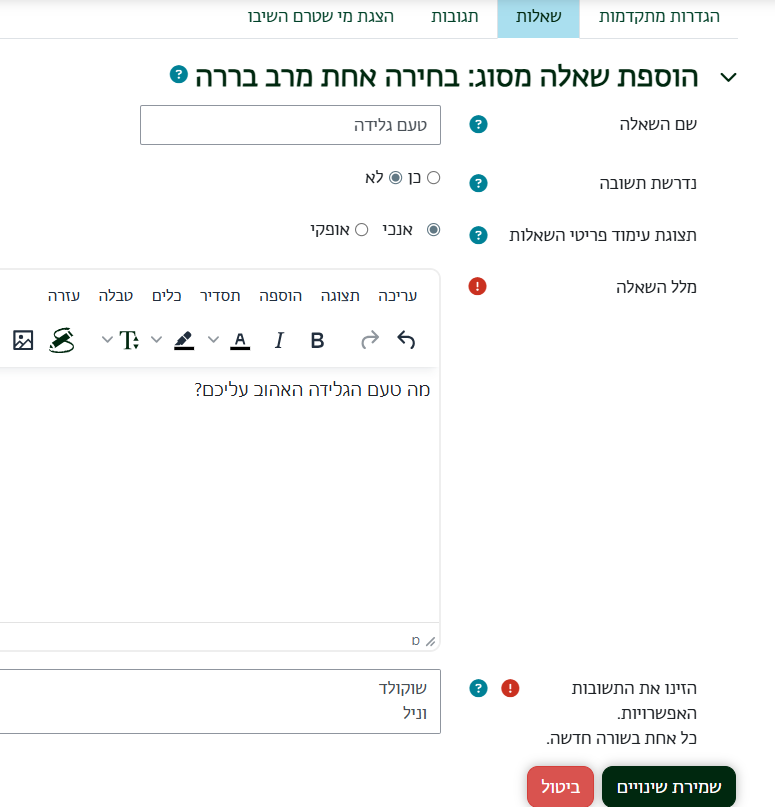 הגדרות מתקדמות שאלות תגובות הצגת מי שטרם השיבו
הוספת שאלה מסוג: בחירה אחת מרב בררה ?
שם השאלה ? טעם גלידה
נדרשת תשובה ? כן לא
תצוגת עימוד פריטי השאלות ? אנכי אופקי
מלל השאלה !
עריכה תצוגה הוספה תסדיר כלים טבלה עזרה
B I A T
מה טעם הגלידה האהוב עליכם?
מ
הזינו את התשובות ! ? שוקולד
האפשרויות. וניל
כל אחת בשורה חדשה.
שמירת שינויים ביטול